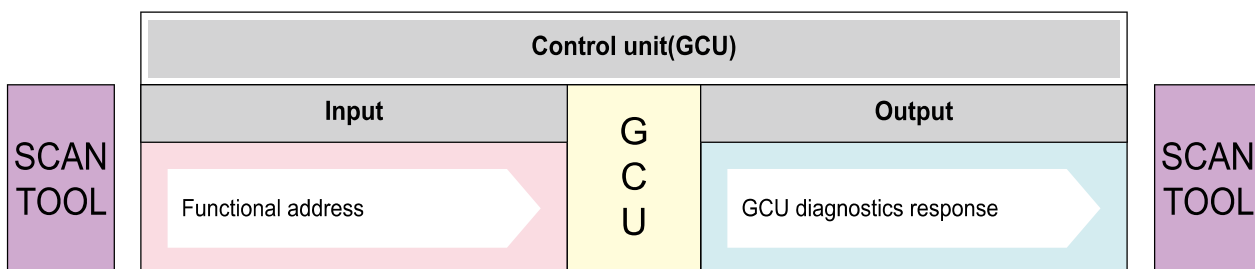 Control unit(GCU)
Input
Output
SCAN
TOOL
Functional address
G
C
U
GCU diagnostics response
SCAN
TOOL